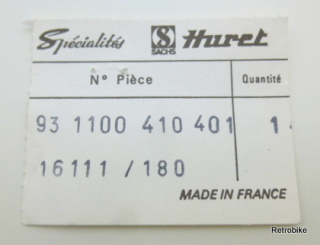 Spécialités S SACHS Huret
N° Pièce Quantité
93 1100 410 401 1
16111 / 180
MADE IN FRANCE
Retrobike